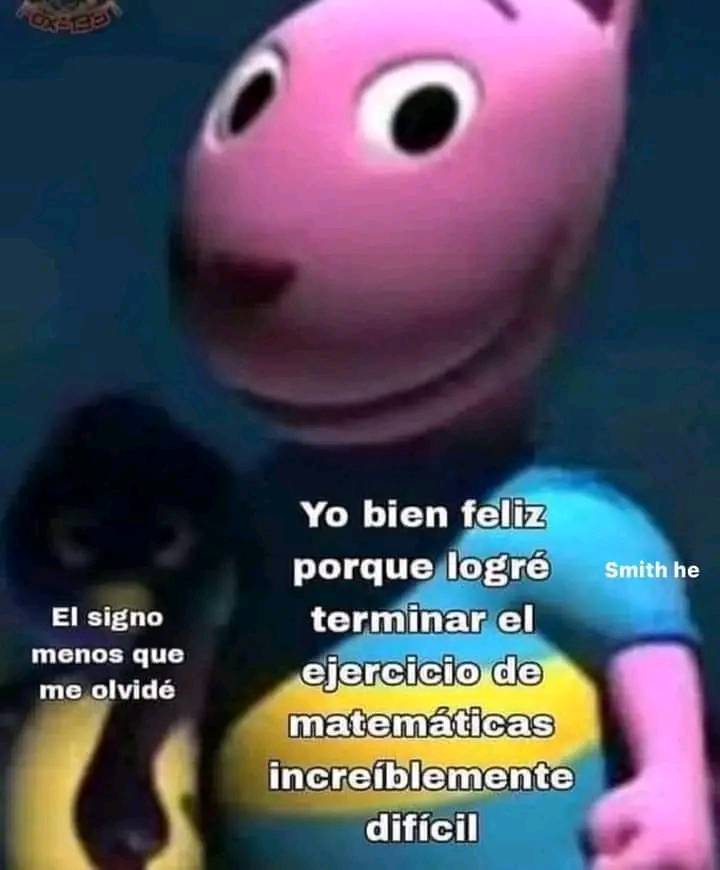 El signo
menos que
me olvidé
Yo bien feliz
porque logré
terminar el
ejercicio de
matemáticas
increíblemente
difícil
Smith he